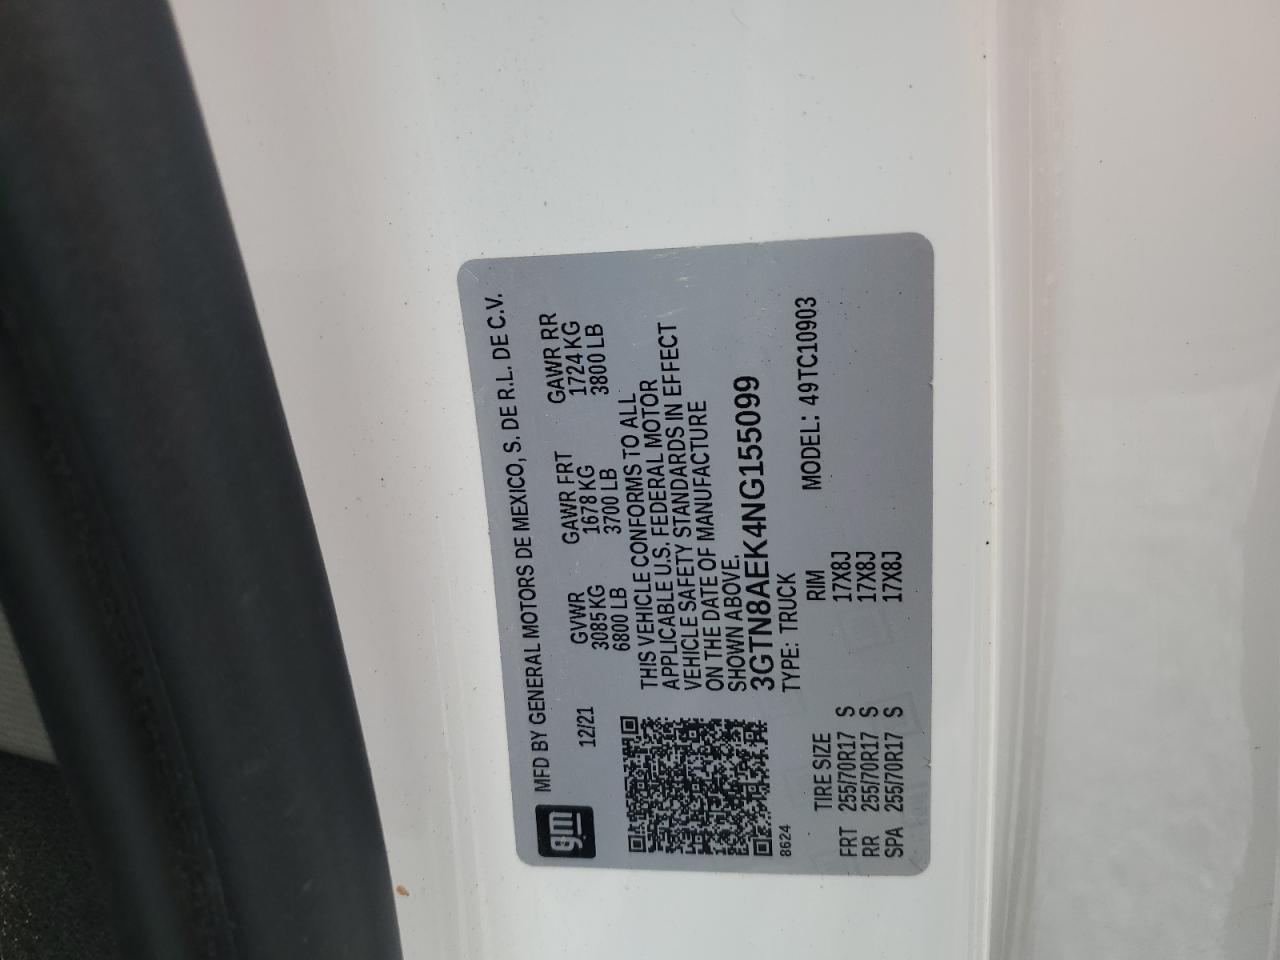 gm
MFD BY GENERAL MOTORS DE MEXICO, S. DE R.L. DE C.V.
12/21 GVWR GAWR FRT GAWR RR
3085 KG 1678 KG 1724 KG
6800 LB 3700 LB 3800 LB
THIS VEHICLE CONFORMS TO ALL
APPLICABLE U.S. FEDERAL MOTOR
VEHICLE SAFETY STANDARDS IN EFFECT
ON THE DATE OF MANUFACTURE
SHOWN ABOVE.
3GTN8AEK4NG155099
8624 TYPE: TRUCK MODEL: 49TC10903
TIRE SIZE RIM
FRT 255/70R17 S 17X8J
RR 255/70R17 S 17X8J
SPA 255/70R17 S 17X8J